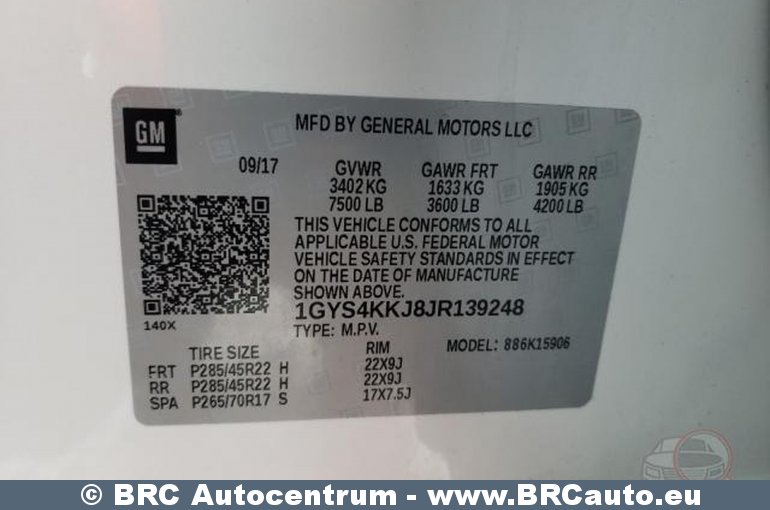 GM
MFD BY GENERAL MOTORS LLC
09/17 GVWR GAWR FRT GAWR RR
3402 KG 1633 KG 1905 KG
7500 LB 3600 LB 4200 LB
THIS VEHICLE CONFORMS TO ALL
APPLICABLE U.S. FEDERAL MOTOR
VEHICLE SAFETY STANDARDS IN EFFECT
ON THE DATE OF MANUFACTURE
SHOWN ABOVE.
1GYS4KKJ8JR139248
140X
TYPE: M.P.V. MODEL: 886K15906
TIRE SIZE RIM
FRT P285/45R22 H 22X9J
RR P285/45R22 H 22X9J
SPA P265/70R17 S 17X7.5J
© BRC Autocentrum - www.BRCauto.eu